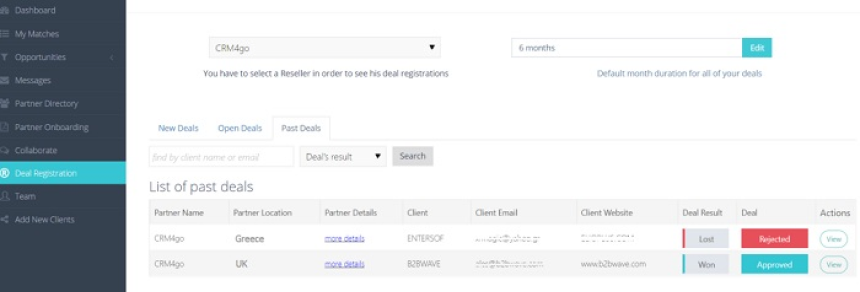 Dashboard
My Matches
Opportunities
Messages
Partner Directory
Partner Onboarding
Collaborate
Deal Registration
Team
Add New Clients
CRM4go
6 months
Edit
You have to select a Reseller in order to see his deal registrations
Default month duration for all of your deals
New Deals Open Deals Past Deals
find by client name or email
Deal's result
Search
List of past deals
Partner Name Partner Location Partner Details Client Client Email Client Website Deal Result Deal Actions
CRM4go Greece more details ENTERSOF Lost Rejected View
CRM4go UK more details B2BWAVE www.b2bwave.com Won Approved View